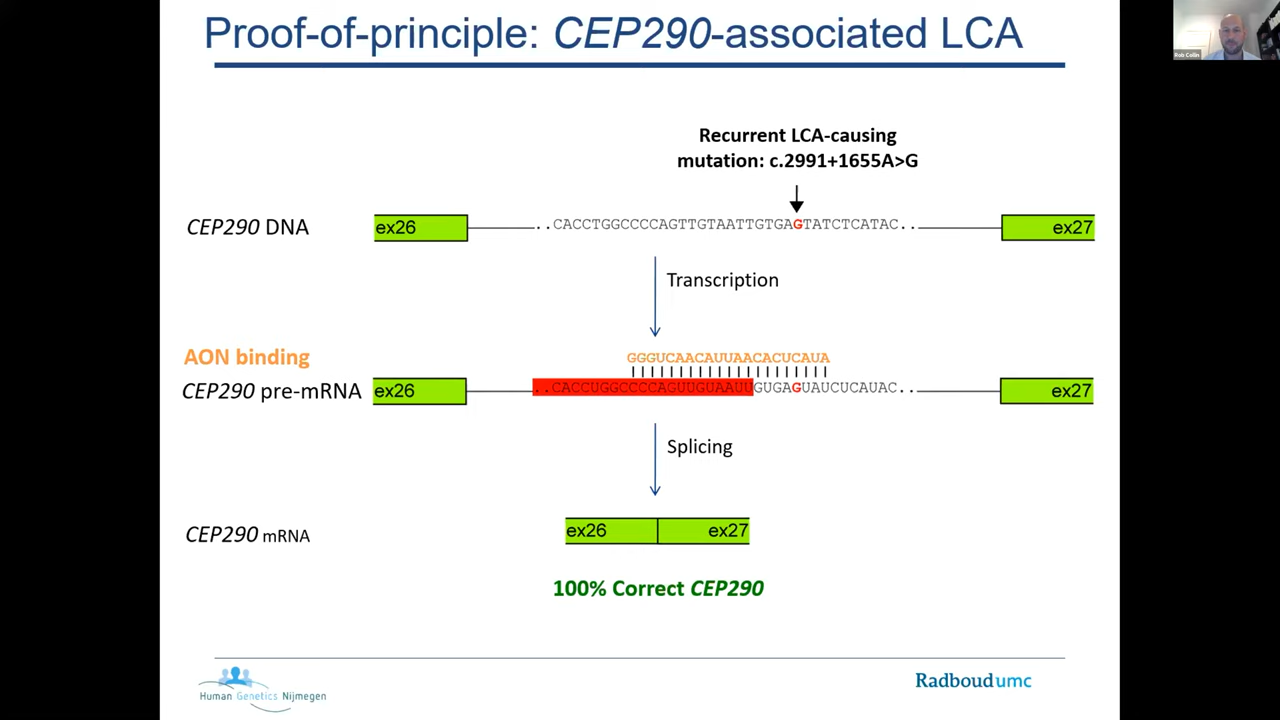 Proof-of-principle: CEP290-associated LCA
Rob Collin
Recurrent LCA-causing
mutation: c.2991+1655A>G
CEP290 DNA
ex26
..CACCTGGCCCCAGTTGTAATTGTGAGTATCTCATAC..
ex27
Transcription
AON binding
GGGUCAACAUUAACACUCAUA
CEP290 pre-mRNA
ex26
..CACCUGGCCCCAGUUGUAAUUGUGAGUAUCUCAUAC..
ex27
Splicing
CEP290 mRNA
ex26
ex27
100% Correct CEP290
Human Genetics Nijmegen
Radboudumc